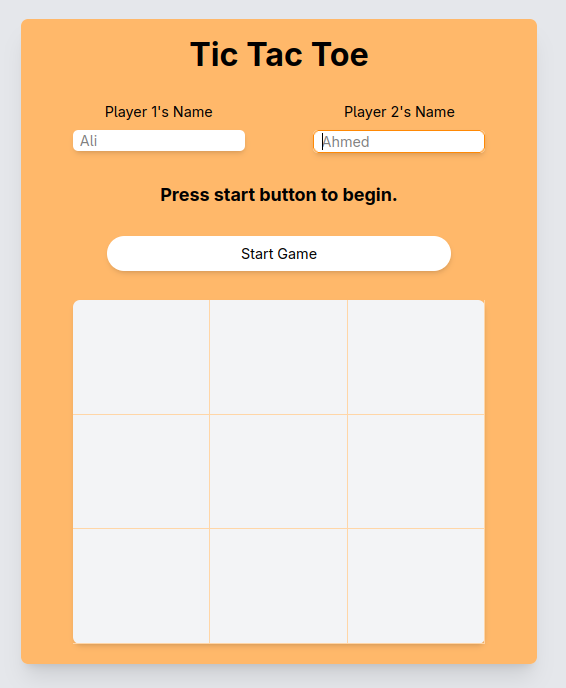 Tic Tac Toe
Player 1's Name
Player 2's Name
Ali
Ahmed
Press start button to begin.
Start Game